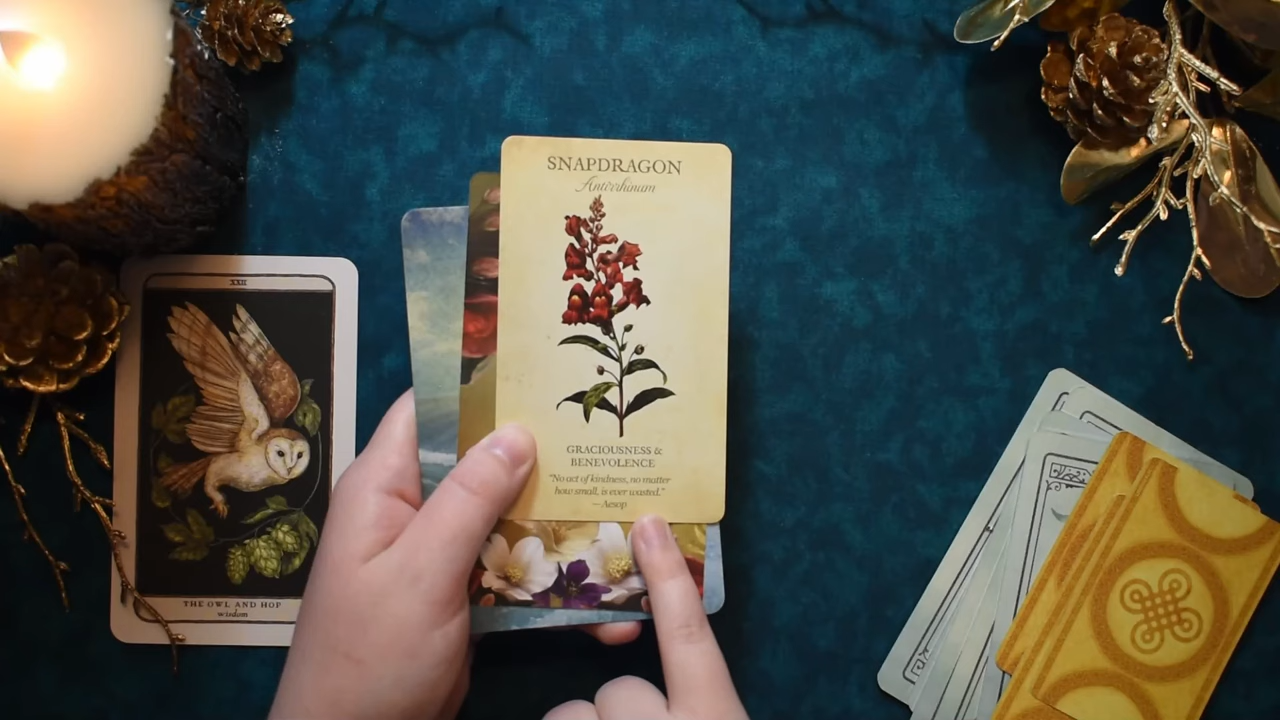 SNAPDRAGON
Antirrhinum
GRACIOUSNESS &
BENEVOLENCE
"No act of kindness, no matter
how small, is ever wasted."
— Aesop
XXII
THE OWL AND HOP
wisdom